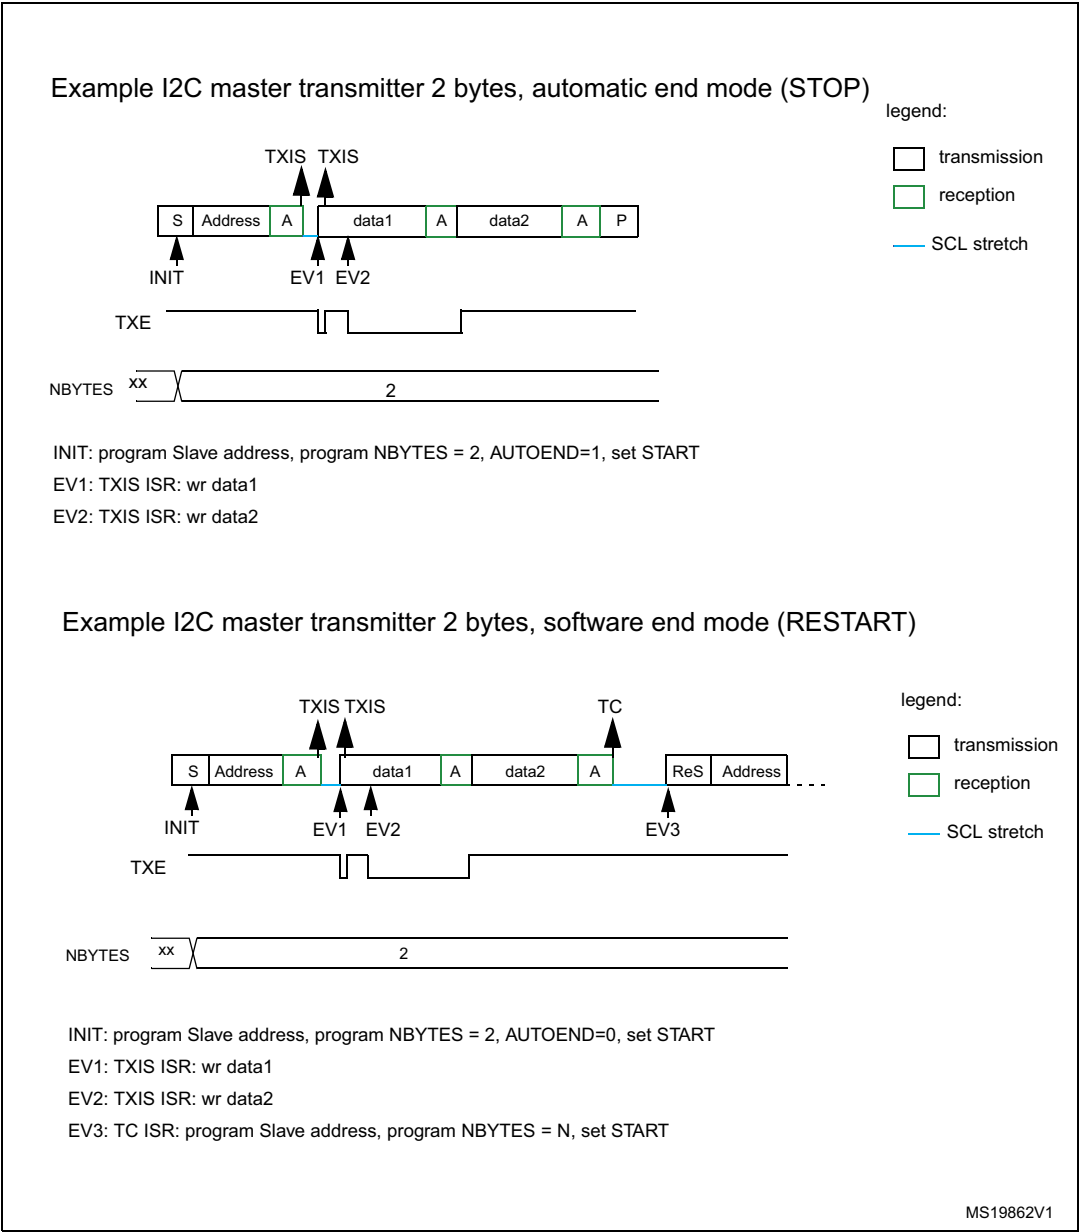 Example I2C master transmitter 2 bytes, automatic end mode (STOP)
legend:
transmission
reception
SCL stretch
TXIS TXIS
S Address A data1 A data2 A P
INIT EV1 EV2
TXE
NBYTES xx 2
INIT: program Slave address, program NBYTES = 2, AUTOEND=1, set START
EV1: TXIS ISR: wr data1
EV2: TXIS ISR: wr data2
Example I2C master transmitter 2 bytes, software end mode (RESTART)
legend:
transmission
reception
SCL stretch
TXIS TXIS TC
S Address A data1 A data2 A ReS Address
INIT EV1 EV2 EV3
TXE
NBYTES xx 2
INIT: program Slave address, program NBYTES = 2, AUTOEND=0, set START
EV1: TXIS ISR: wr data1
EV2: TXIS ISR: wr data2
EV3: TC ISR: program Slave address, program NBYTES = N, set START
MS19862V1